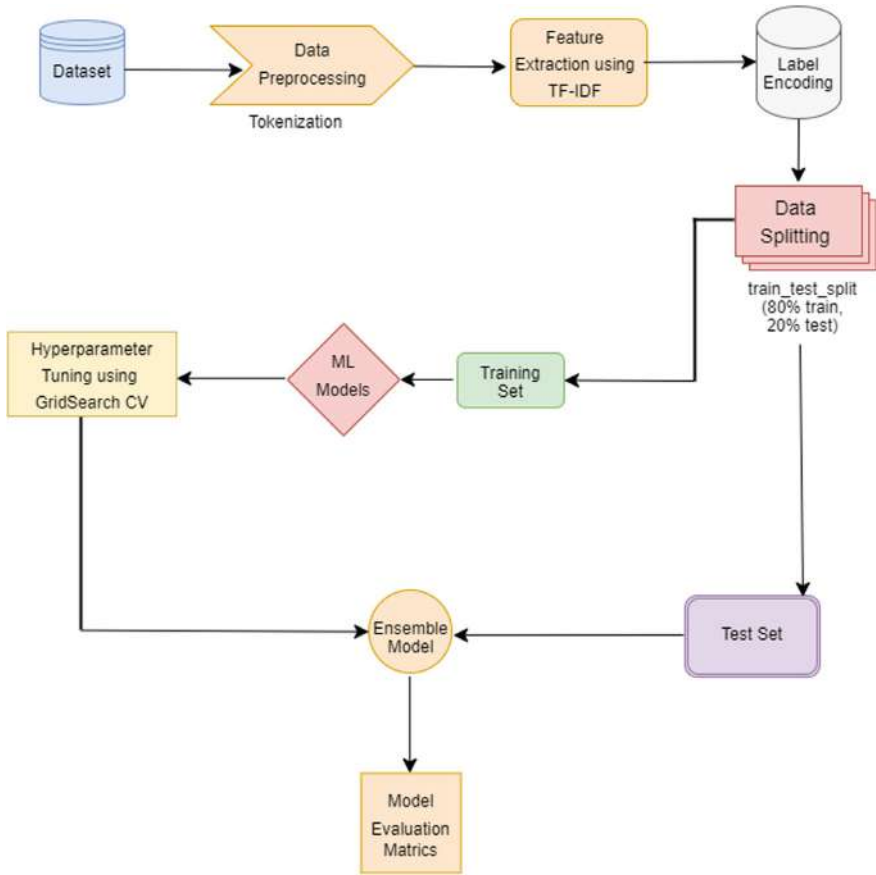 Dataset
Data
Preprocessing
Tokenization
Feature
Extraction using
TF-IDF
Label
Encoding
Data
Splitting
train_test_split
(80% train,
20% test)
Training
Set
ML
Models
Hyperparameter
Tuning using
GridSearch CV
Ensemble
Model
Test Set
Model
Evaluation
Matrics